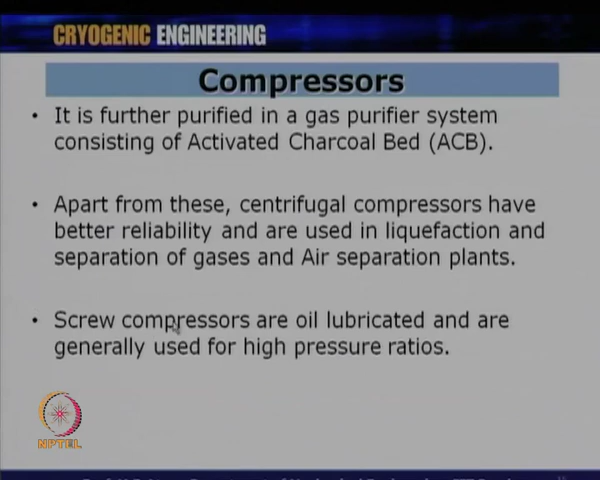 CRYOGENIC ENGINEERING
Compressors
• It is further purified in a gas purifier system
consisting of Activated Charcoal Bed (ACB).
• Apart from these, centrifugal compressors have
better reliability and are used in liquefaction and
separation of gases and Air separation plants.
• Screw compressors are oil lubricated and are
generally used for high pressure ratios.
NPTEL